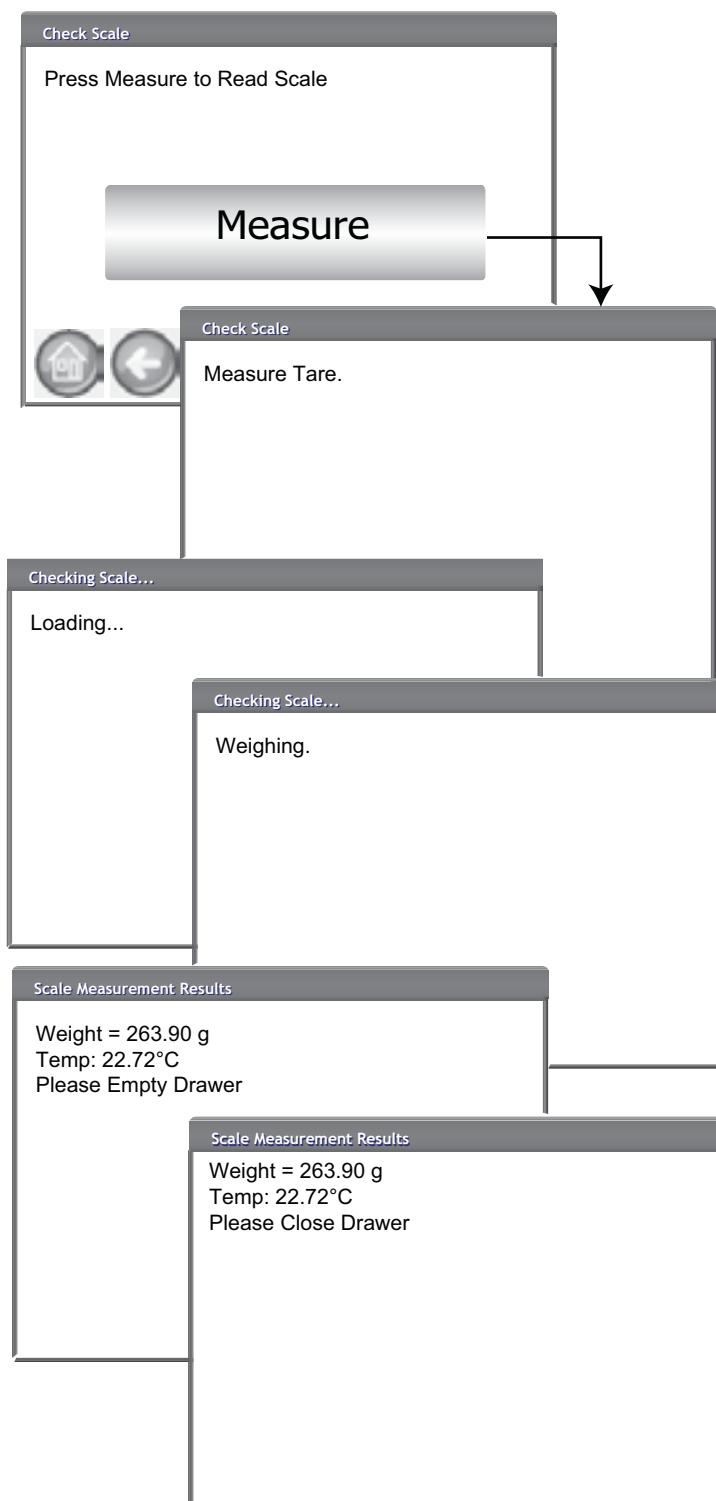 Check Scale
Press Measure to Read Scale
Measure
Check Scale
Measure Tare.
Checking Scale...
Loading...
Checking Scale...
Weighing.
Scale Measurement Results
Weight = 263.90 g
Temp: 22.72°C
Please Empty Drawer
Scale Measurement Results
Weight = 263.90 g
Temp: 22.72°C
Please Close Drawer